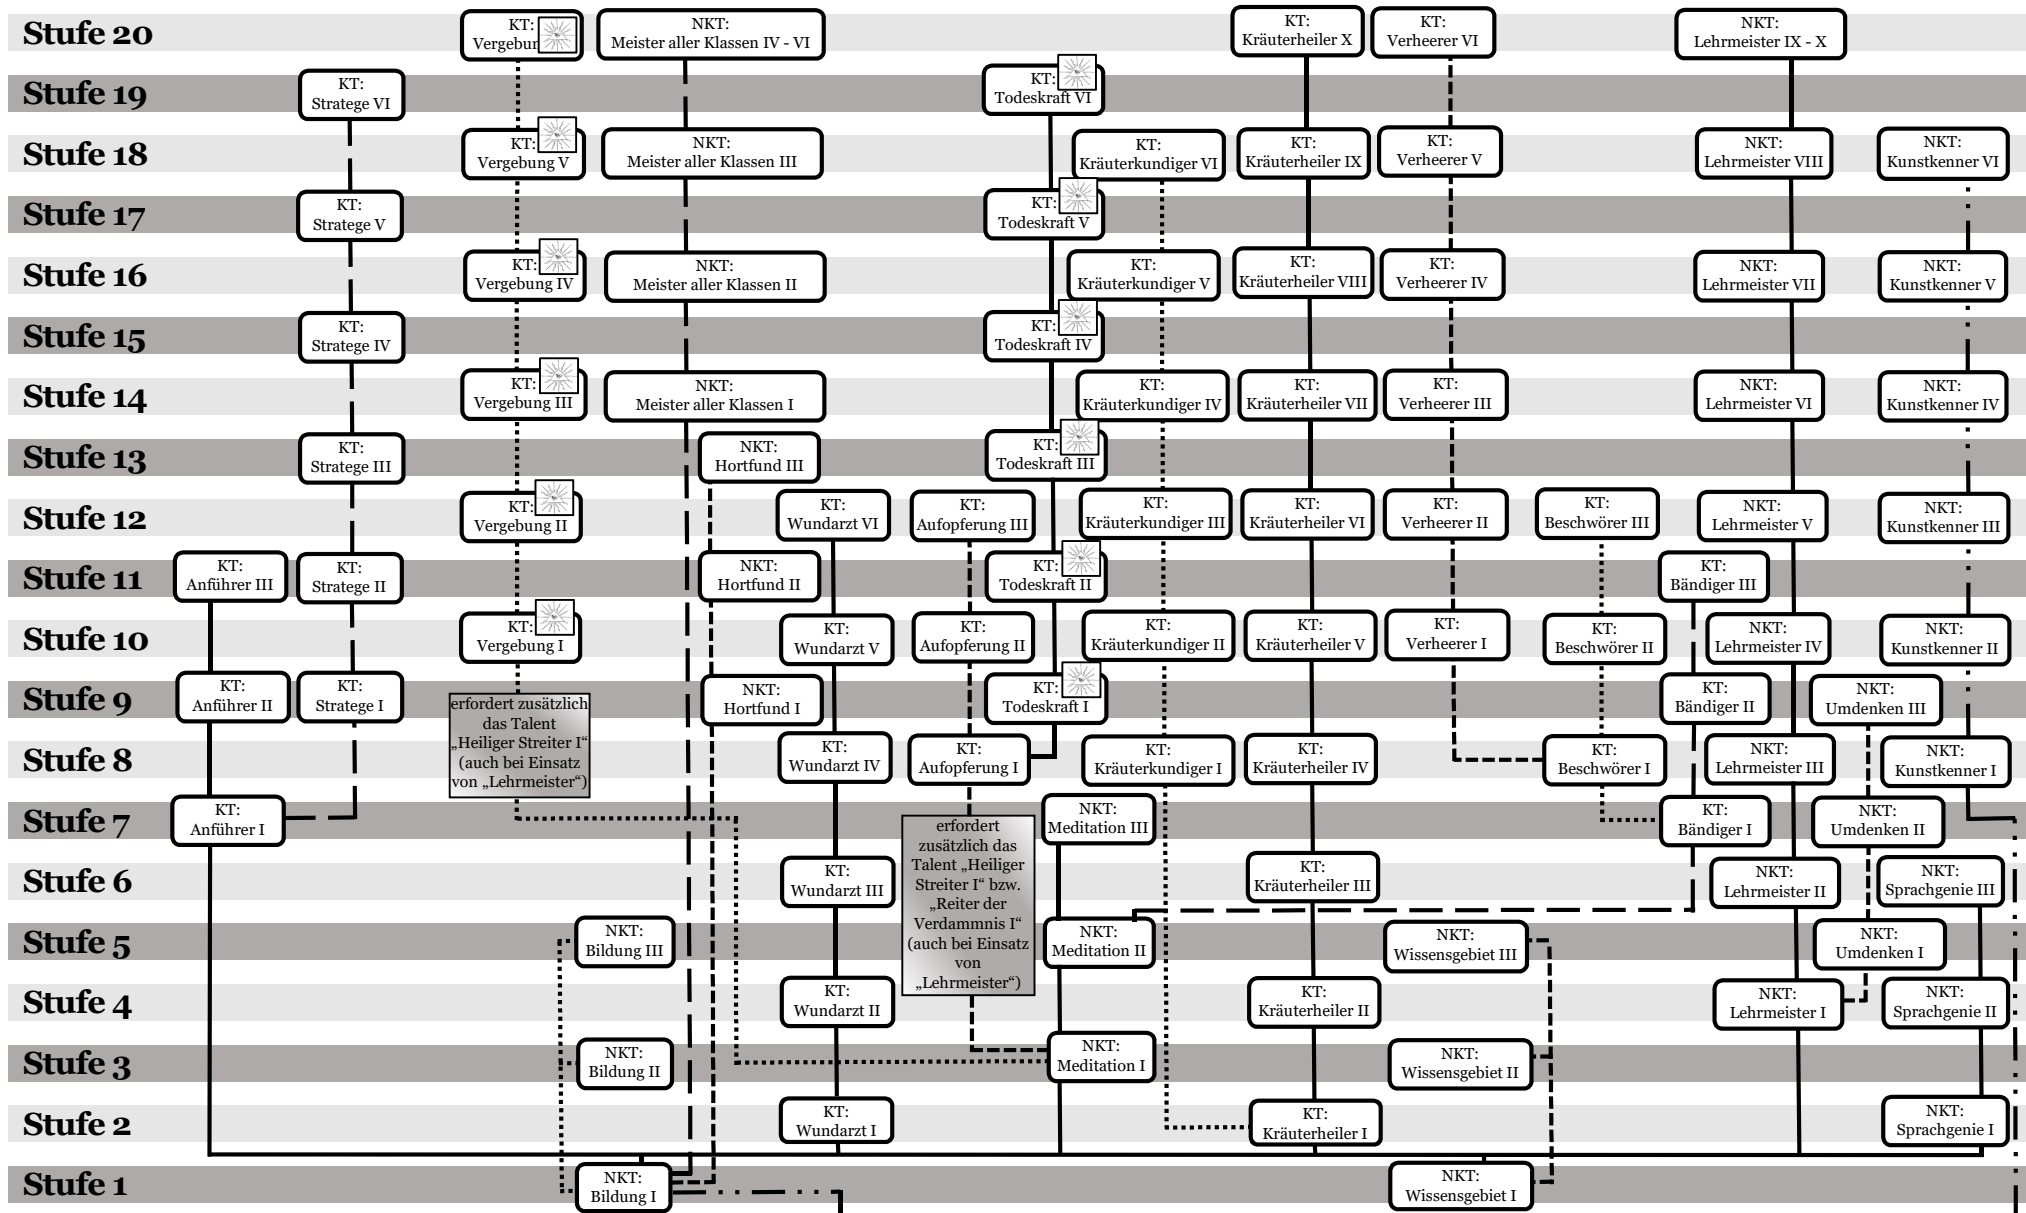 Stufe 20
KT:
Vergebun
NKT:
Meister aller Klassen IV - VI
KT:
Kräuterheiler X
KT:
Verheerer VI
NKT:
Lehrmeister IX - X
Stufe 19
KT:
Stratege VI
KT:
Todeskraft VI
Stufe 18
KT:
Vergebung V
NKT:
Meister aller Klassen III
KT:
Kräuterkundiger VI
KT:
Kräuterheiler IX
KT:
Verheerer V
NKT:
Lehrmeister VIII
NKT:
Kunstkenner VI
Stufe 17
KT:
Stratege V
KT:
Todeskraft V
Stufe 16
KT:
Vergebung IV
NKT:
Meister aller Klassen II
KT:
Kräuterkundiger V
KT:
Kräuterheiler VIII
KT:
Verheerer IV
NKT:
Lehrmeister VII
NKT:
Kunstkenner V
Stufe 15
KT:
Stratege IV
KT:
Todeskraft IV
Stufe 14
KT:
Vergebung III
NKT:
Meister aller Klassen I
KT:
Kräuterkundiger IV
KT:
Kräuterheiler VII
KT:
Verheerer III
NKT:
Lehrmeister VI
NKT:
Kunstkenner IV
Stufe 13
KT:
Stratege III
NKT:
Hortfund III
KT:
Todeskraft III
Stufe 12
KT:
Vergebung II
KT:
Wundarzt VI
KT:
Aufopferung III
KT:
Kräuterkundiger III
KT:
Kräuterheiler VI
KT:
Verheerer II
KT:
Beschwörer III
NKT:
Lehrmeister V
NKT:
Kunstkenner III
Stufe 11
KT:
Anführer III
KT:
Stratege II
NKT:
Hortfund II
KT:
Todeskraft II
KT:
Bändiger III
Stufe 10
KT:
Vergebung I
KT:
Wundarzt V
KT:
Aufopferung II
KT:
Kräuterkundiger II
KT:
Kräuterheiler V
KT:
Verheerer I
KT:
Beschwörer II
NKT:
Lehrmeister IV
NKT:
Kunstkenner II
Stufe 9
KT:
Anführer II
KT:
Stratege I
erfordert zusätzlich
das Talent
„Heiliger Streiter I“
(auch bei Einsatz
von „Lehrmeister“)
NKT:
Hortfund I
KT:
Todeskraft I
KT:
Bändiger II
NKT:
Umdenken III
Stufe 8
KT:
Wundarzt IV
KT:
Aufopferung I
KT:
Kräuterkundiger I
KT:
Kräuterheiler IV
KT:
Beschwörer I
NKT:
Lehrmeister III
NKT:
Kunstkenner I
Stufe 7
KT:
Anführer I
erfordert
zusätzlich das
Talent „Heiliger
Streiter I“ bzw.
„Reiter der
Verdammnis I“
(auch bei Einsatz
von
„Lehrmeister“)
NKT:
Meditation III
KT:
Bändiger I
NKT:
Umdenken II
Stufe 6
KT:
Wundarzt III
KT:
Kräuterheiler III
NKT:
Lehrmeister II
NKT:
Sprachgenie III
Stufe 5
NKT:
Bildung III
NKT:
Meditation II
NKT:
Wissensgebiet III
NKT:
Umdenken I
Stufe 4
KT:
Wundarzt II
KT:
Kräuterheiler II
NKT:
Lehrmeister I
NKT:
Sprachgenie II
Stufe 3
NKT:
Bildung II
NKT:
Meditation I
NKT:
Wissensgebiet II
Stufe 2
KT:
Wundarzt I
KT:
Kräuterheiler I
NKT:
Sprachgenie I
Stufe 1
NKT:
Bildung I
NKT:
Wissensgebiet I